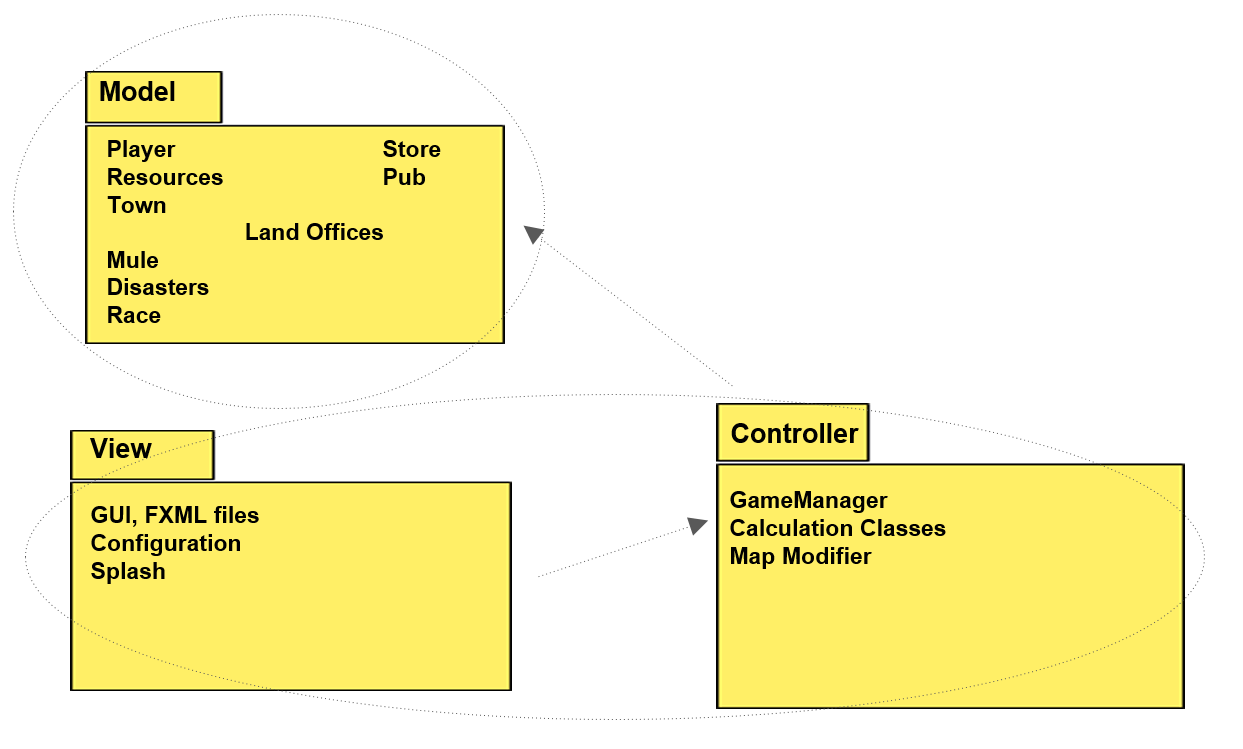 Model
Player
Resources
Town
Store
Pub
Land Offices
Mule
Disasters
Race
View
GUI, FXML files
Configuration
Splash
Controller
GameManager
Calculation Classes
Map Modifier